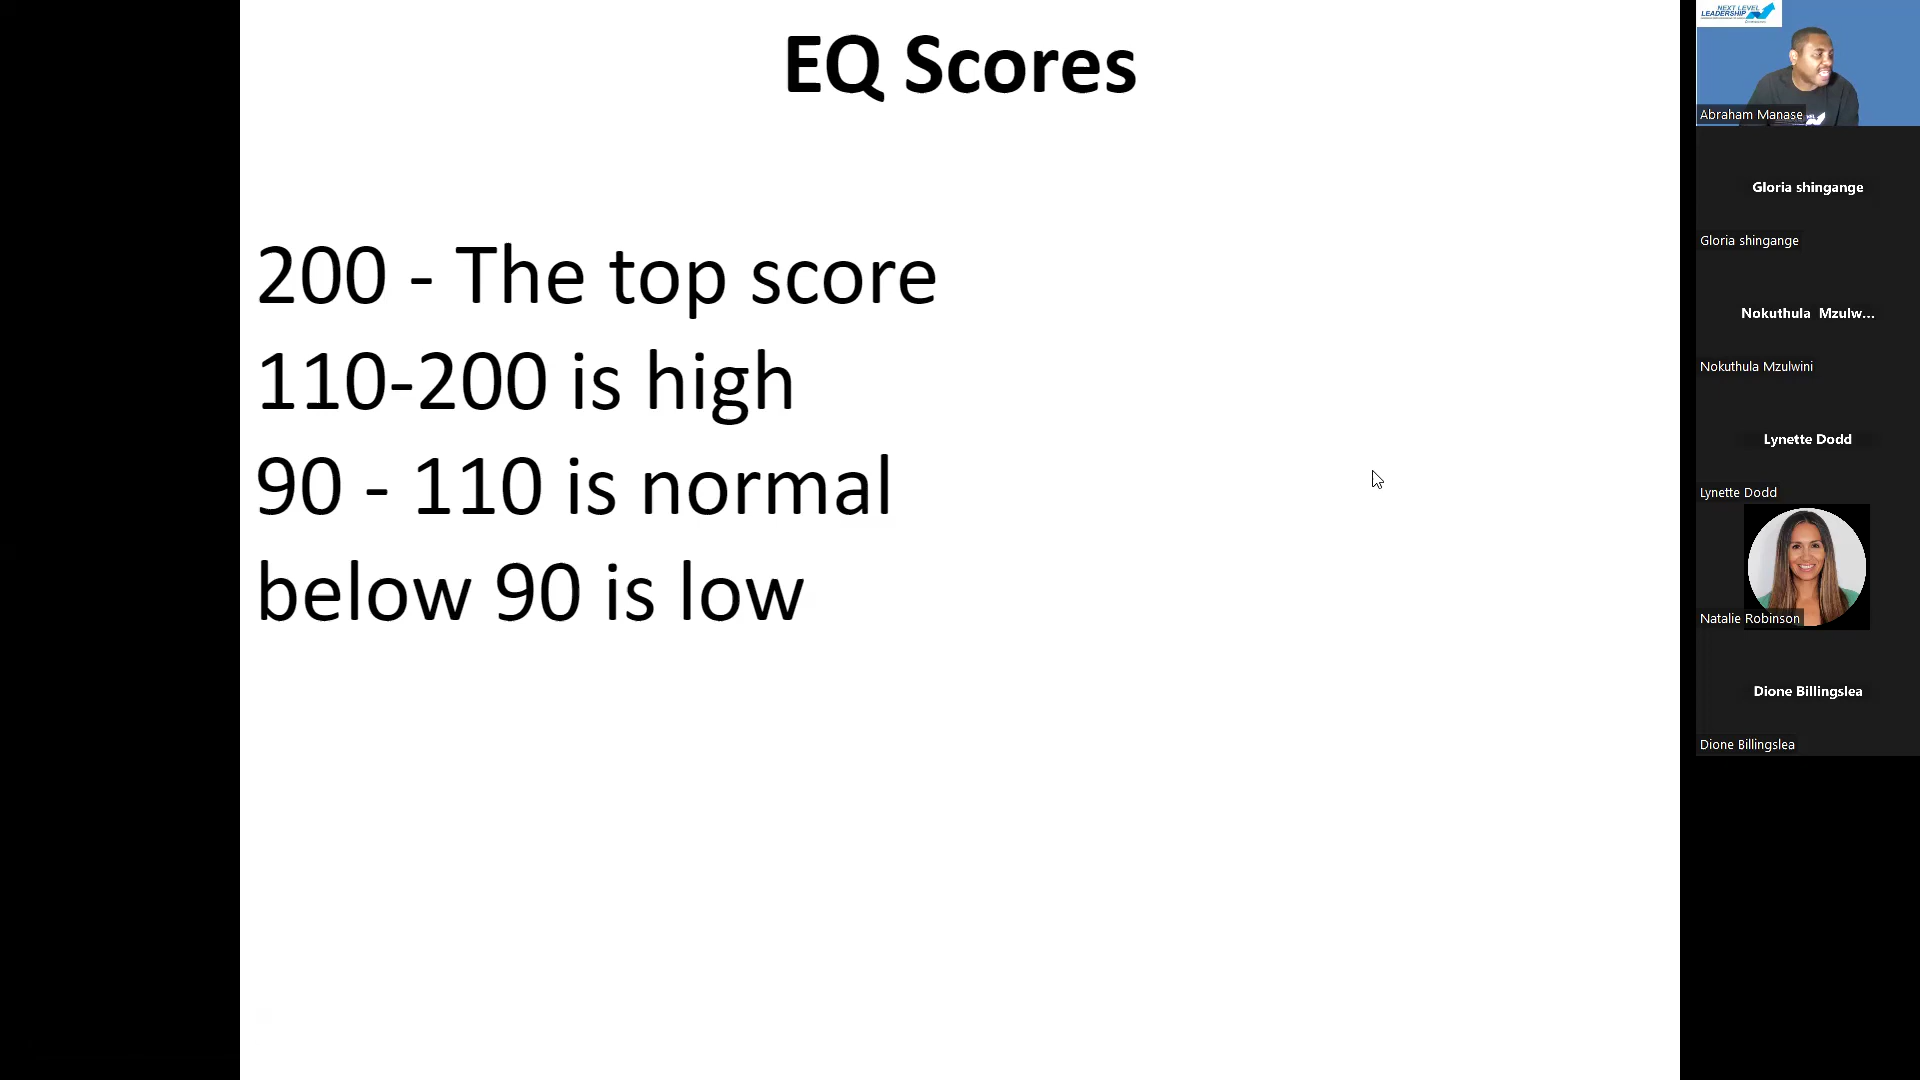 EQ Scores
200 - The top score
110-200 is high
90 - 110 is normal
below 90 is low
NEXT LEVEL
LEADERSHIP
Abraham Manase
Gloria shingange
Gloria shingange
Nokuthula Mzulw...
Nokuthula Mzulwini
Lynette Dodd
Lynette Dodd
Natalie Robinson
Dione Billingslea
Dione Billingslea